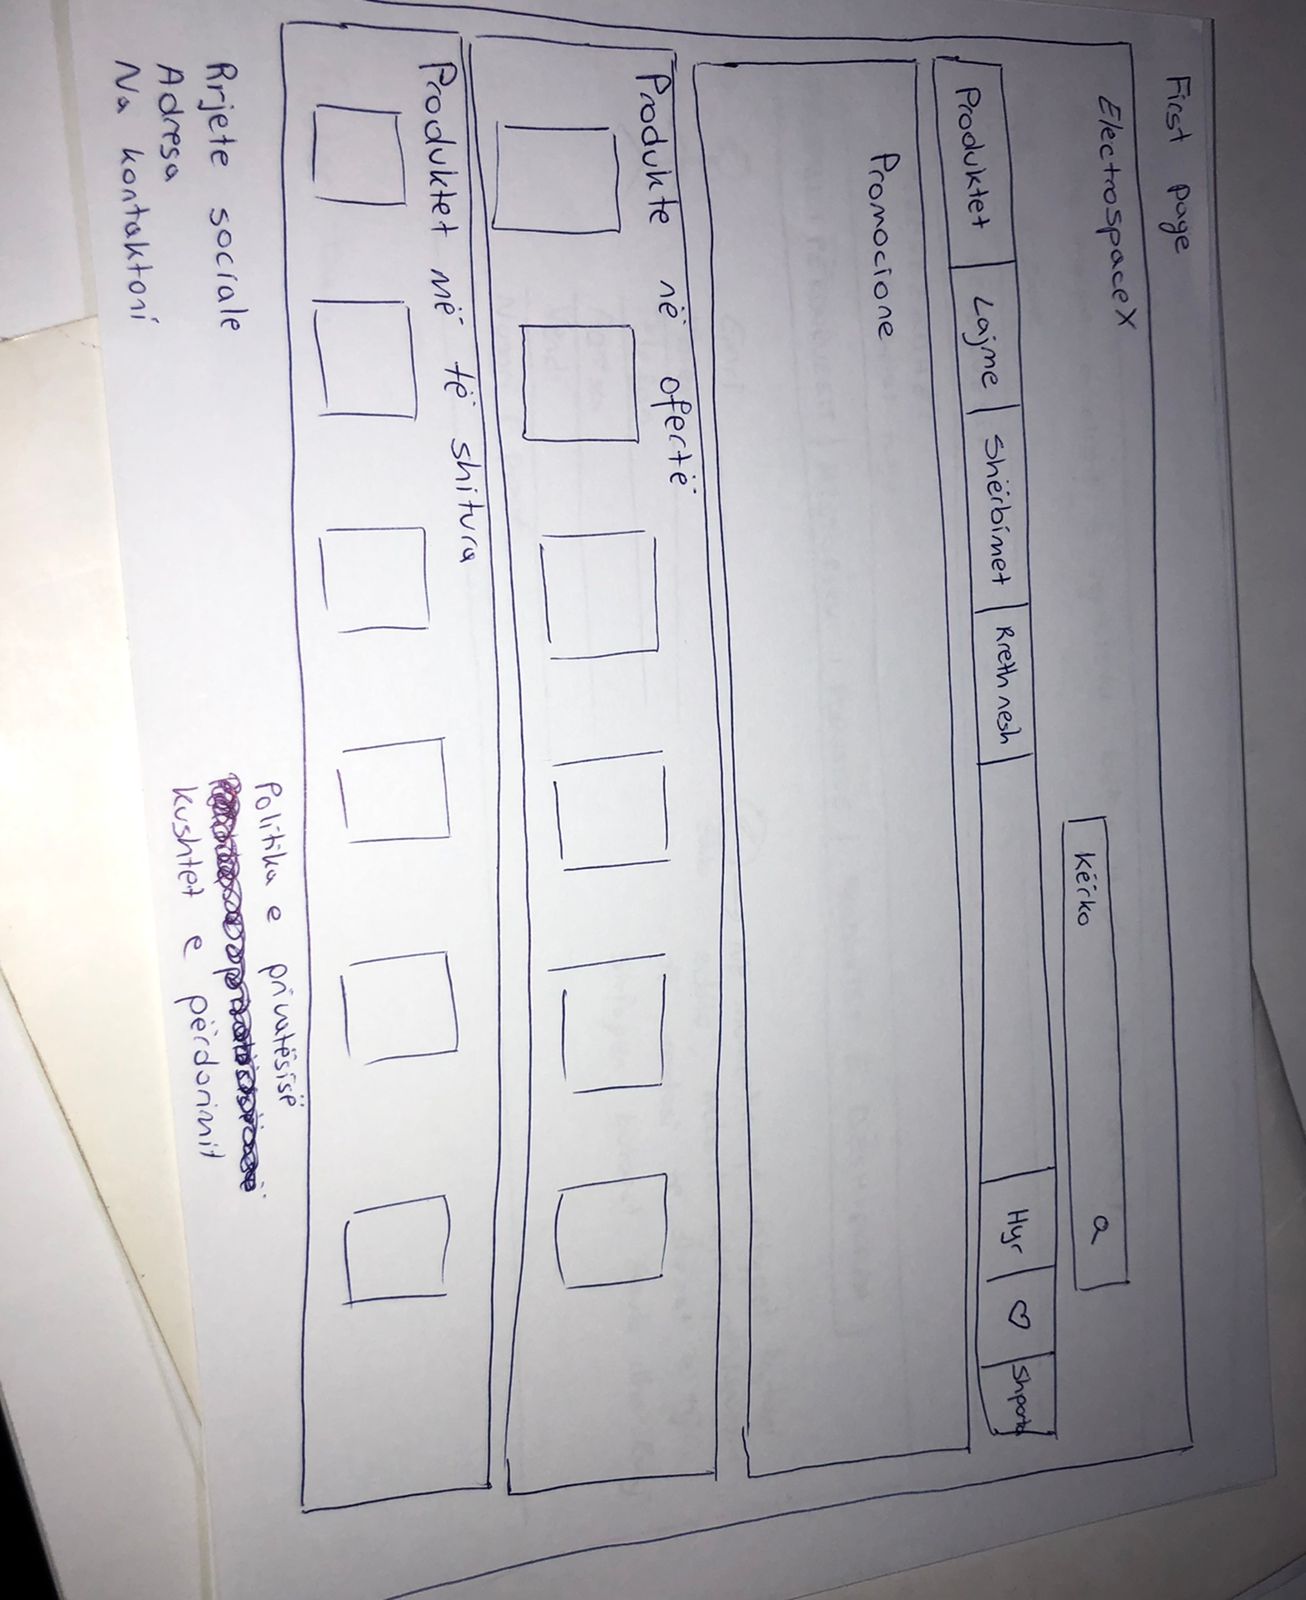 First page
ElectrospaceX
Kërko
Produktet Lajme Shërbimet Rreth nesh Hyr ♡ Shporta
Promocione
Produkte në ofertë
Produktet më të shitura
Rrjete sociale
Adresa
Na kontaktoni
Politika e privatësisë
kushtet e përdorimit